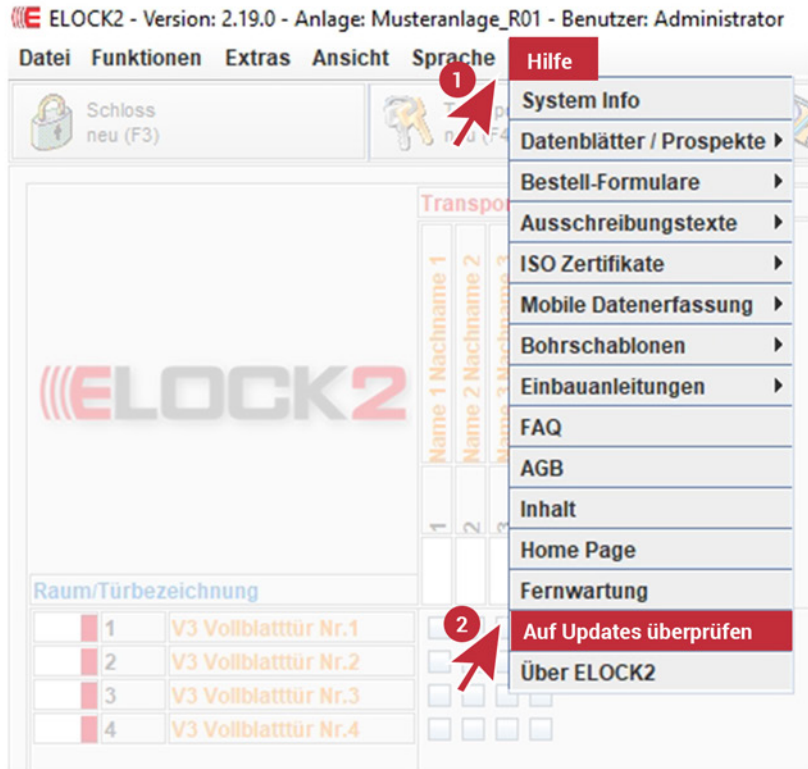 ELOCK2 - Version: 2.19.0 - Anlage: Musteranlage_R01 - Benutzer: Administrator
Datei Funktionen Extras Ansicht Sprache Hilfe
1
Schloss
neu (F3)
System Info
Datenblätter / Prospekte
Bestell-Formulare
Ausschreibungstexte
ISO Zertifikate
Mobile Datenerfassung
Bohrschablonen
Einbauanleitungen
FAQ
AGB
Inhalt
Home Page
Fernwartung
Auf Updates überprüfen
Über ELOCK2
2
ELOCK2
Name 1 Nachname 1
Name 2 Nachname 2
Name 3 Nachname
1
2
3
Raum/Türbezeichnung
1 V3 Vollblatttür Nr.1
2 V3 Vollblatttür Nr.2
3 V3 Vollblatttür Nr.3
4 V3 Vollblatttür Nr.4